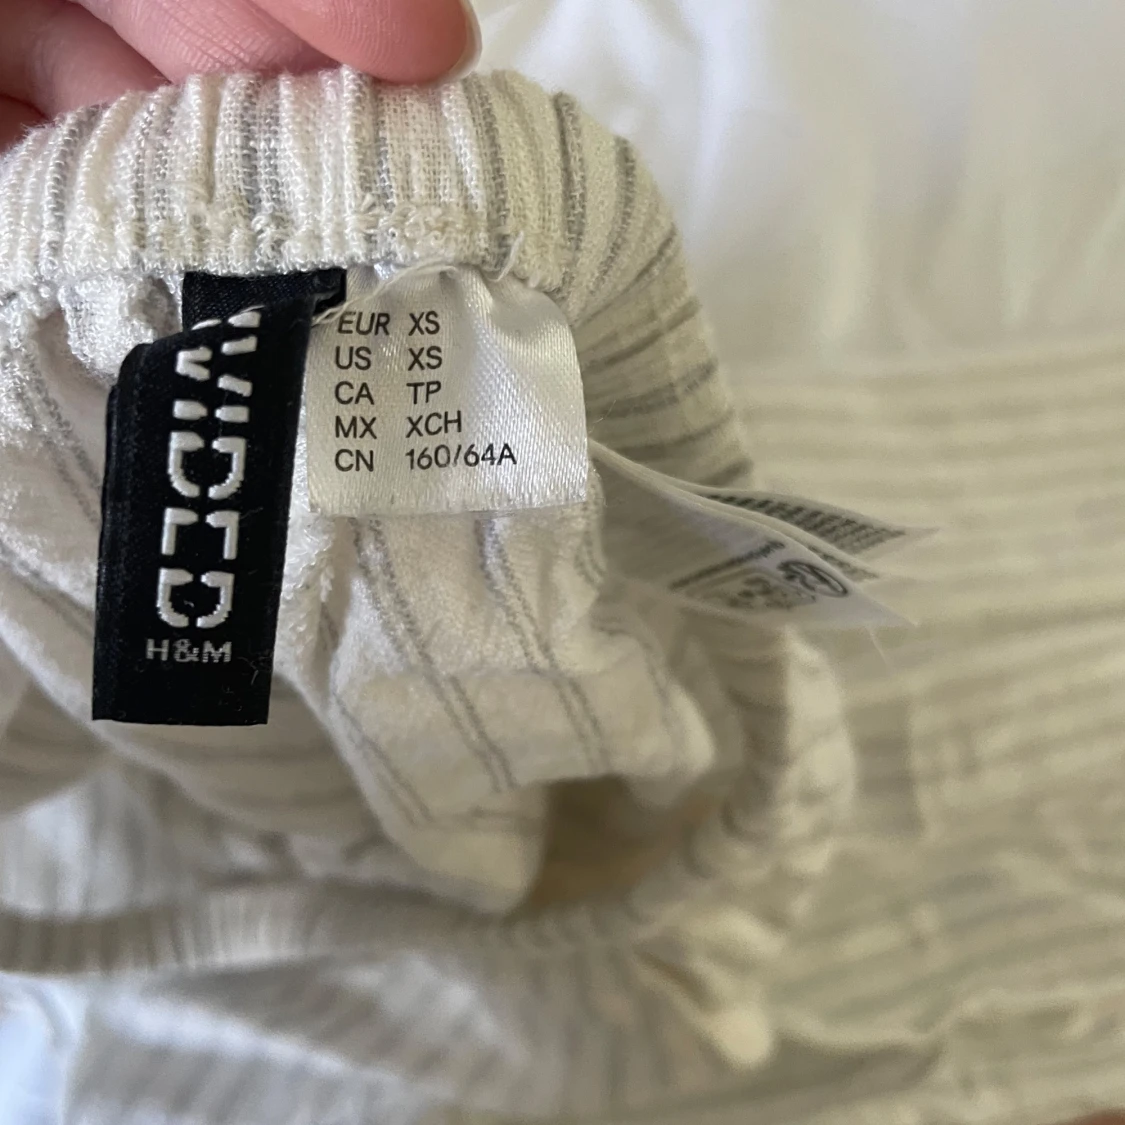 DIVIDED
H&M
EUR XS
US XS
CA TP
MX XCH
CN 160/64A